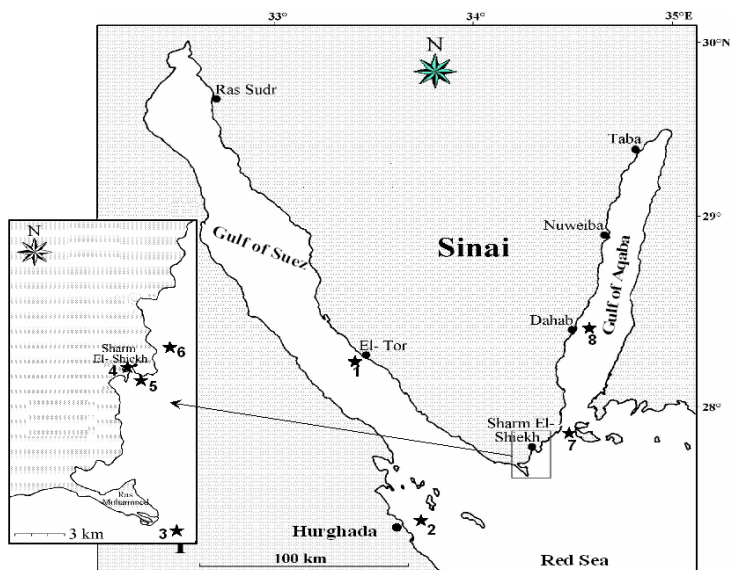 33°
34°
35°E
30°N
N
Ras Sudr
Taba
29°
Nuweiba
Gulf of Suez
Sinai
Gulf of Aqaba
N
Dahab
8
El- Tor
1
Sharm
El- Shiekh
6
4
5
28°
Sharm El-
Shiekh
7
Ras
Muhammed
3 km
3
Hurghada
2
100 km
Red Sea